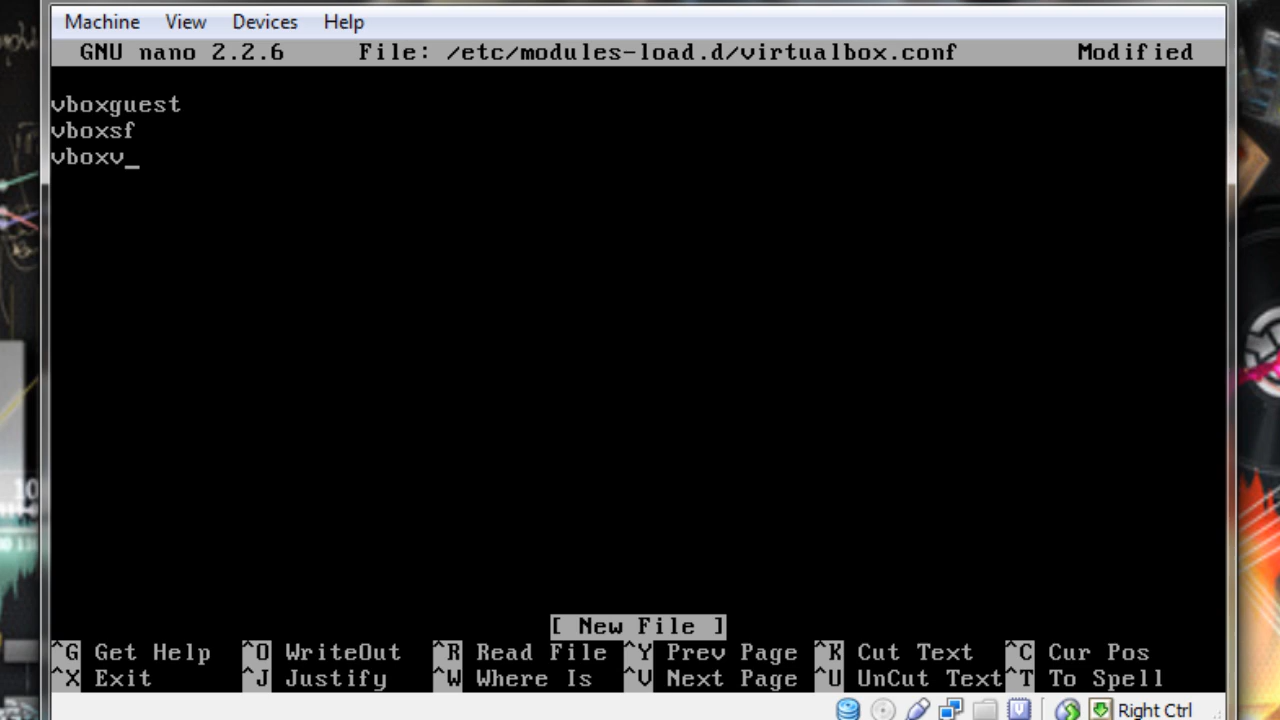 Machine View Devices Help
GNU nano 2.2.6 File: /etc/modules-load.d/virtualbox.conf Modified
vboxguest
vboxsf
vboxv_
[ New File ]
^G Get Help ^O WriteOut ^R Read File ^Y Prev Page ^K Cut Text ^C Cur Pos
^X Exit ^J Justify ^W Where Is ^V Next Page ^U UnCut Text ^T To Spell
Right Ctrl